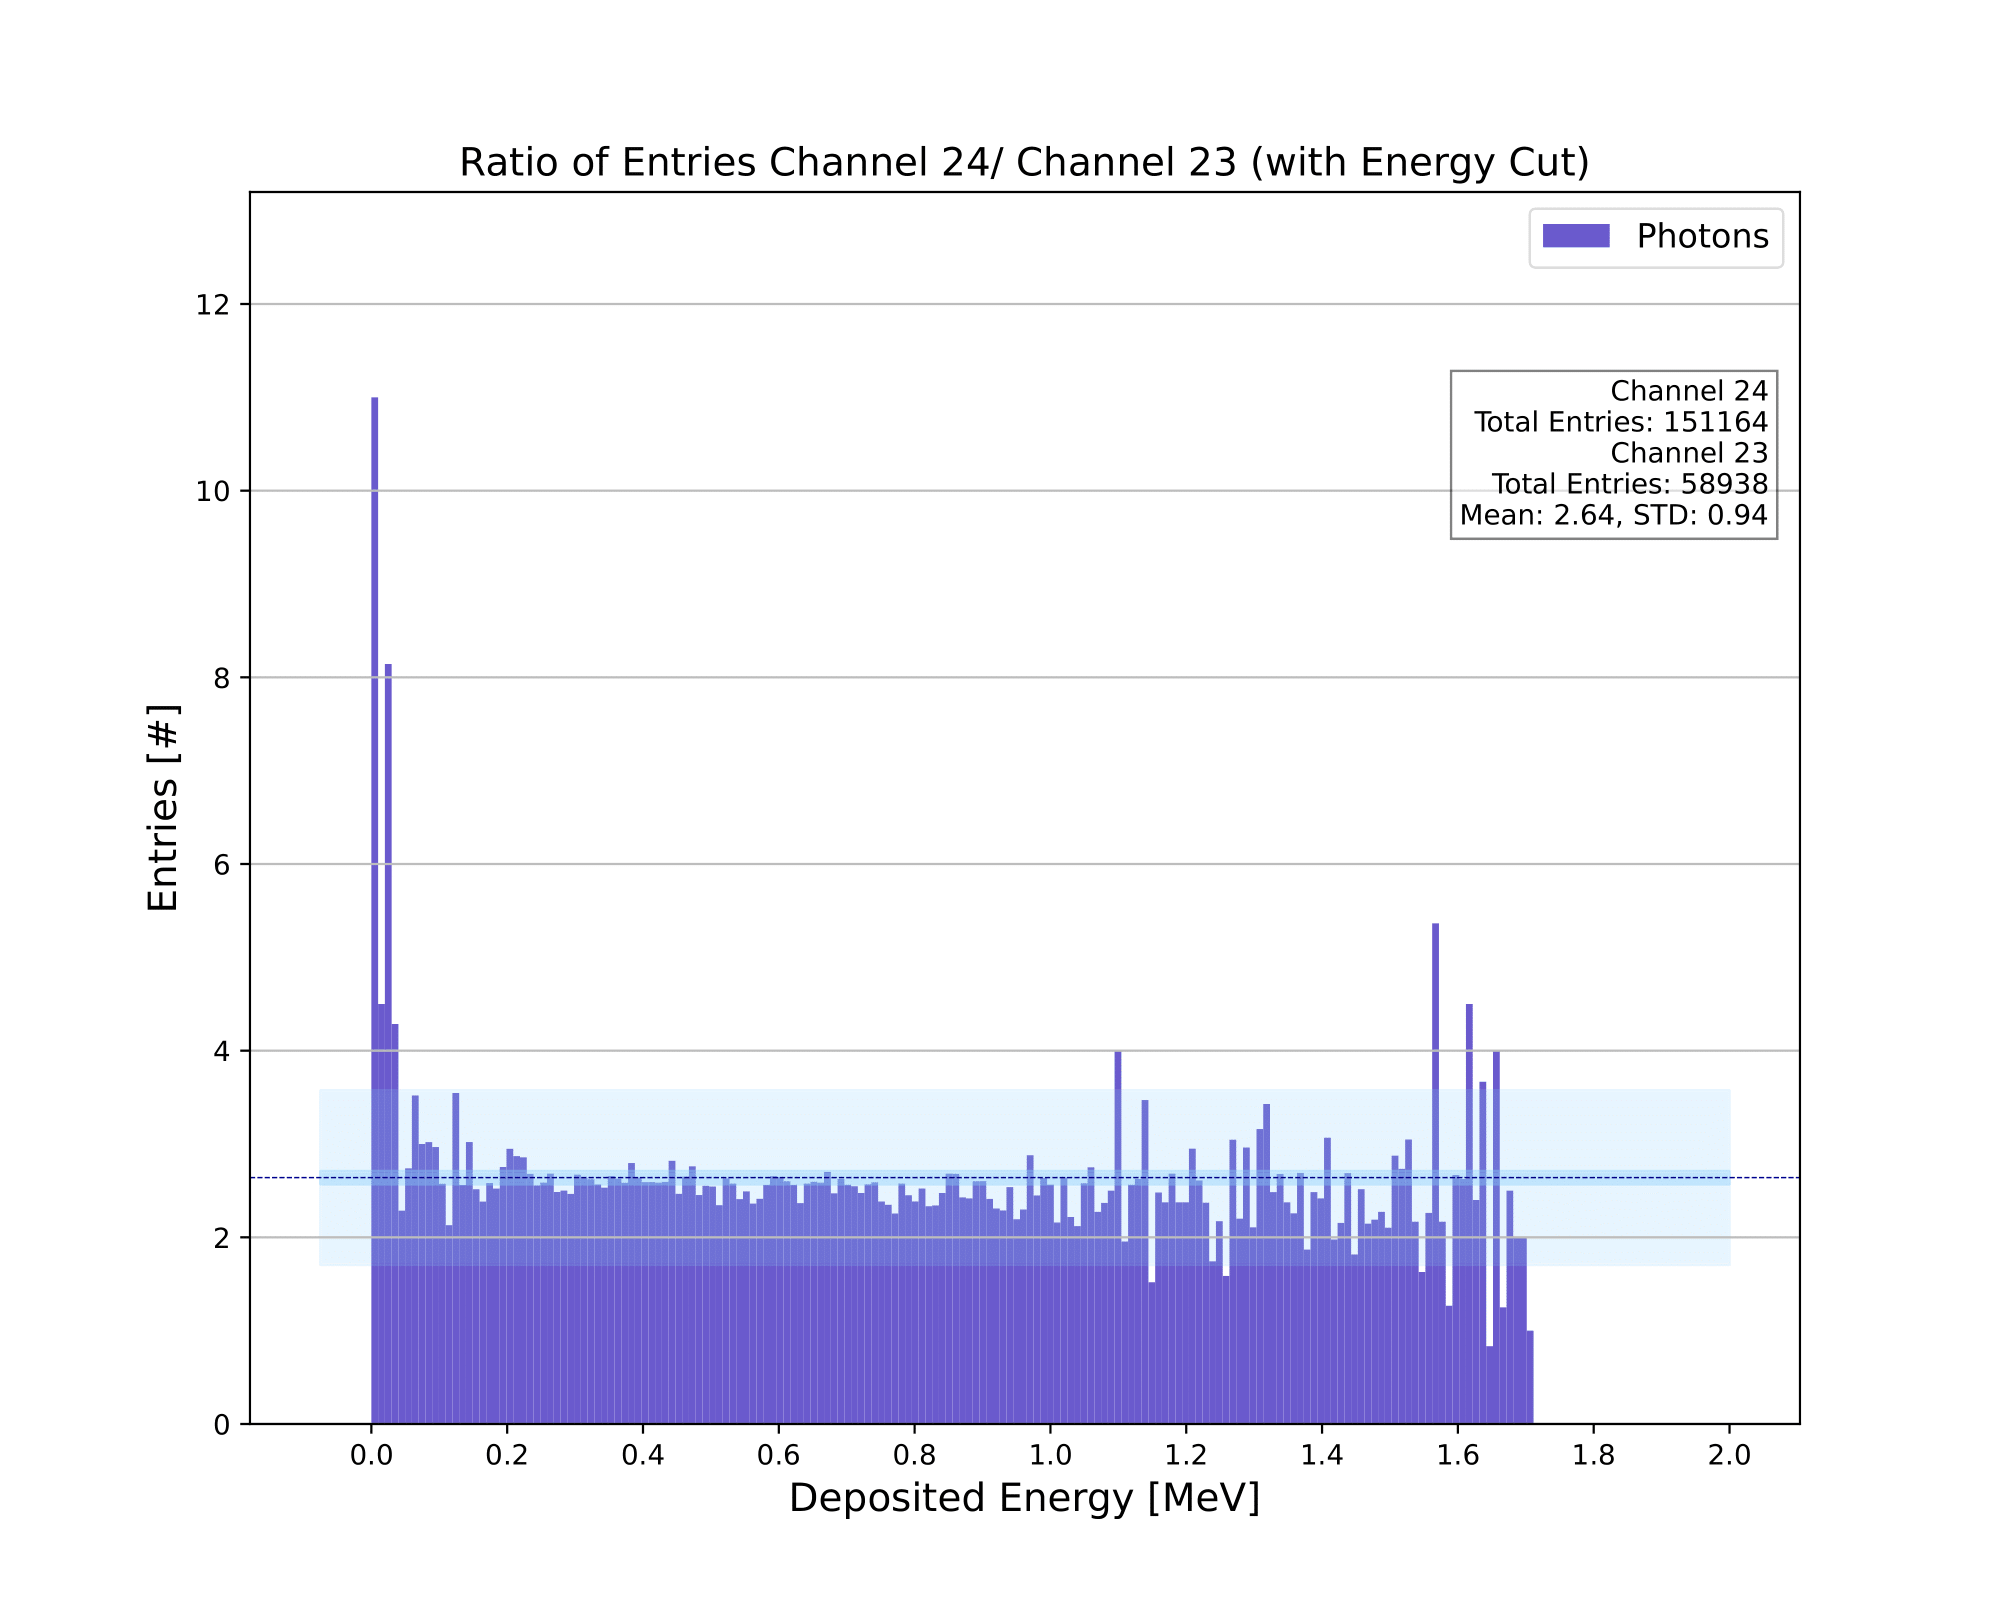 Ratio of Entries Channel 24/ Channel 23 (with Energy Cut)
Photons
Channel 24
Total Entries: 151164
Channel 23
Total Entries: 58938
Mean: 2.64, STD: 0.94
Entries [#]
12
10
8
6
4
2
0
0.0 0.2 0.4 0.6 0.8 1.0 1.2 1.4 1.6 1.8 2.0
Deposited Energy [MeV]